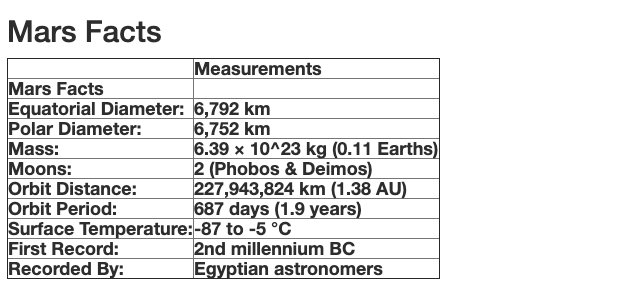 Mars Facts
Measurements
Mars Facts
Equatorial Diameter: 6,792 km
Polar Diameter: 6,752 km
Mass: 6.39 × 10^23 kg (0.11 Earths)
Moons: 2 (Phobos & Deimos)
Orbit Distance: 227,943,824 km (1.38 AU)
Orbit Period: 687 days (1.9 years)
Surface Temperature: -87 to -5 °C
First Record: 2nd millennium BC
Recorded By: Egyptian astronomers